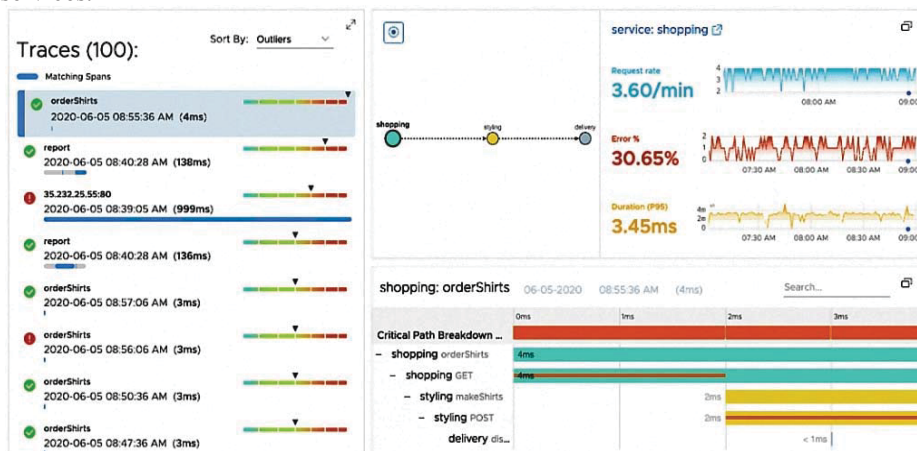 Traces (100):
Sort By: Outliers
Matching Spans
orderShirts
2020-06-05 08:55:36 AM (4ms)
report
2020-06-05 08:40:28 AM (138ms)
35.232.25.55:80
2020-06-05 08:39:05 AM (999ms)
report
2020-06-05 08:40:28 AM (136ms)
orderShirts
2020-06-05 08:57:06 AM (3ms)
orderShirts
2020-06-05 08:56:06 AM (3ms)
orderShirts
2020-06-05 08:50:36 AM (3ms)
orderShirts
2020-06-05 08:47:36 AM (3ms)
shopping
styling
delivery
service: shopping
Request rate
3.60/min
4
3
2
08:00 AM
09:00
Error %
30.65%
2
1
0
07:30 AM 08:00 AM 08:30 AM 09:00
Duration (P95)
3.45ms
4m
2m
0
07:30 AM 08:00 AM 08:30 AM 09:00
shopping: orderShirts 06-05-2020 08:55:36 AM (4ms)
Search...
0ms 1ms 2ms 3ms
Critical Path Breakdown ...
– shopping orderShirts 4ms
– shopping GET 4ms
– styling makeShirts 2ms
– styling POST 2ms
delivery dis... < 1ms